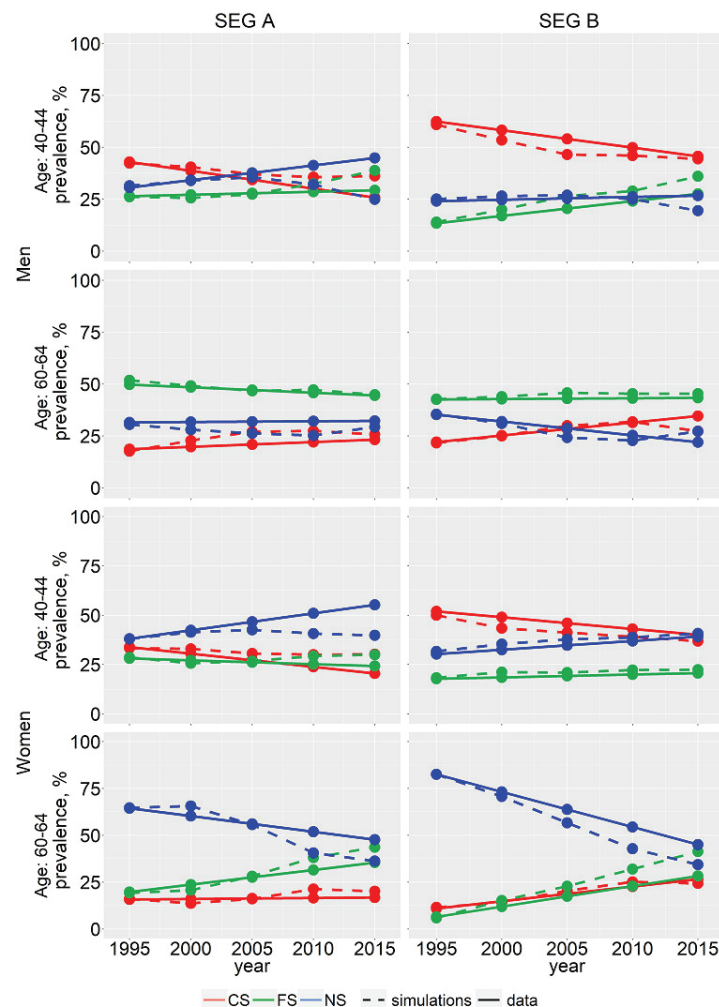 SEG A SEG B
Men
Age: 40-44
prevalence, %
100
75
50
25
0
Age: 60-64
prevalence, %
100
75
50
25
0
Women
Age: 40-44
prevalence, %
100
75
50
25
0
Age: 60-64
prevalence, %
100
75
50
25
0
1995 2000 2005 2010 2015 1995 2000 2005 2010 2015
year year
CS FS NS simulations data